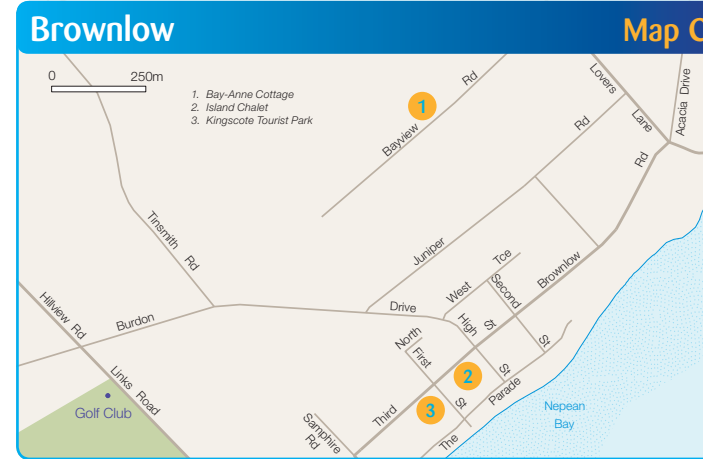 Brownlow
Map C
0 250m
1. Bay-Anne Cottage
2. Island Chalet
3. Kingscote Tourist Park
1
Bayview Rd
Lovers Lane
Acacia Drive
Rd
Juniper Rd
Tinsmith Rd
West Tce
Second St
Brownlow
Hillview Rd
Burdon Drive
High St
North
St
First St
Links Road
Golf Club
2
3
Third
The Parade
Samphire Rd
Nepean
Bay